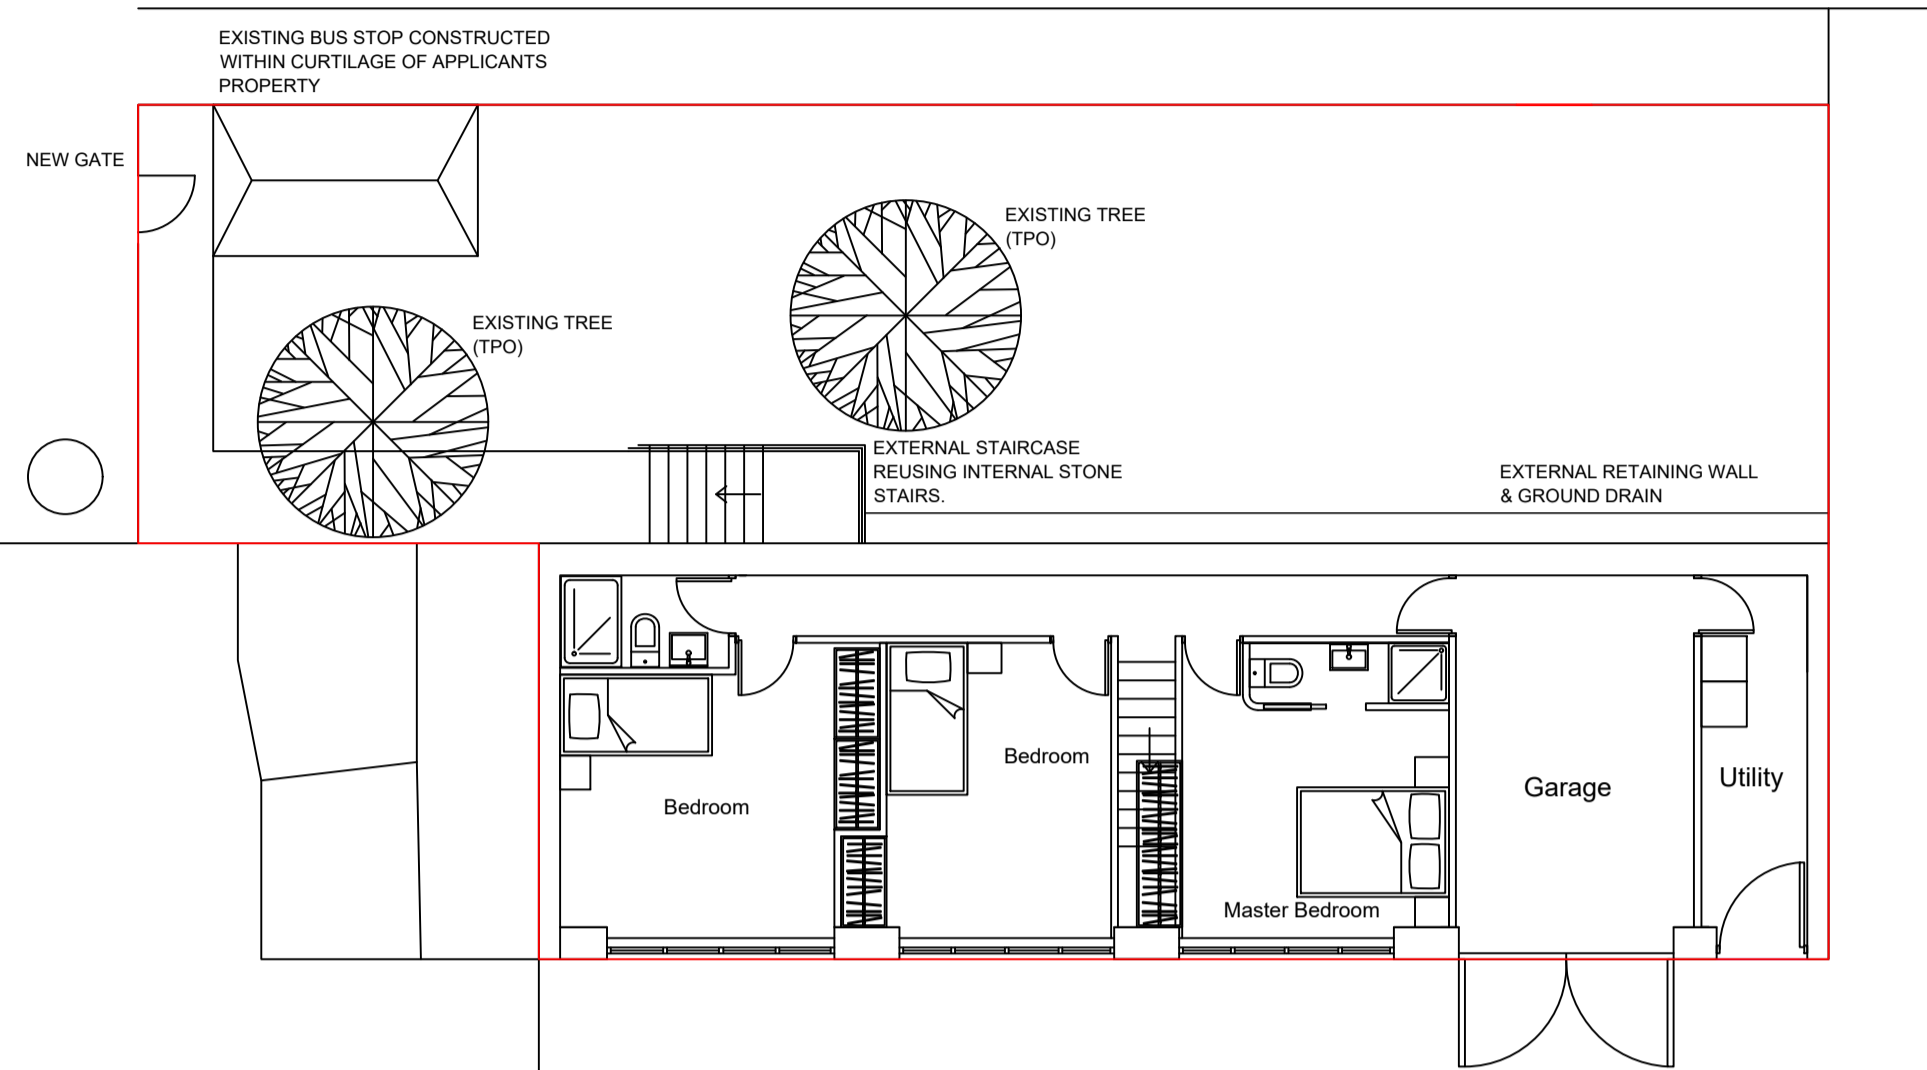 EXISTING BUS STOP CONSTRUCTED
WITHIN CURTILAGE OF APPLICANTS
PROPERTY
NEW GATE
EXISTING TREE
(TPO)
EXISTING TREE
(TPO)
EXTERNAL STAIRCASE
REUSING INTERNAL STONE
STAIRS.
EXTERNAL RETAINING WALL
& GROUND DRAIN
Bedroom
Bedroom
Master Bedroom
Garage
Utility